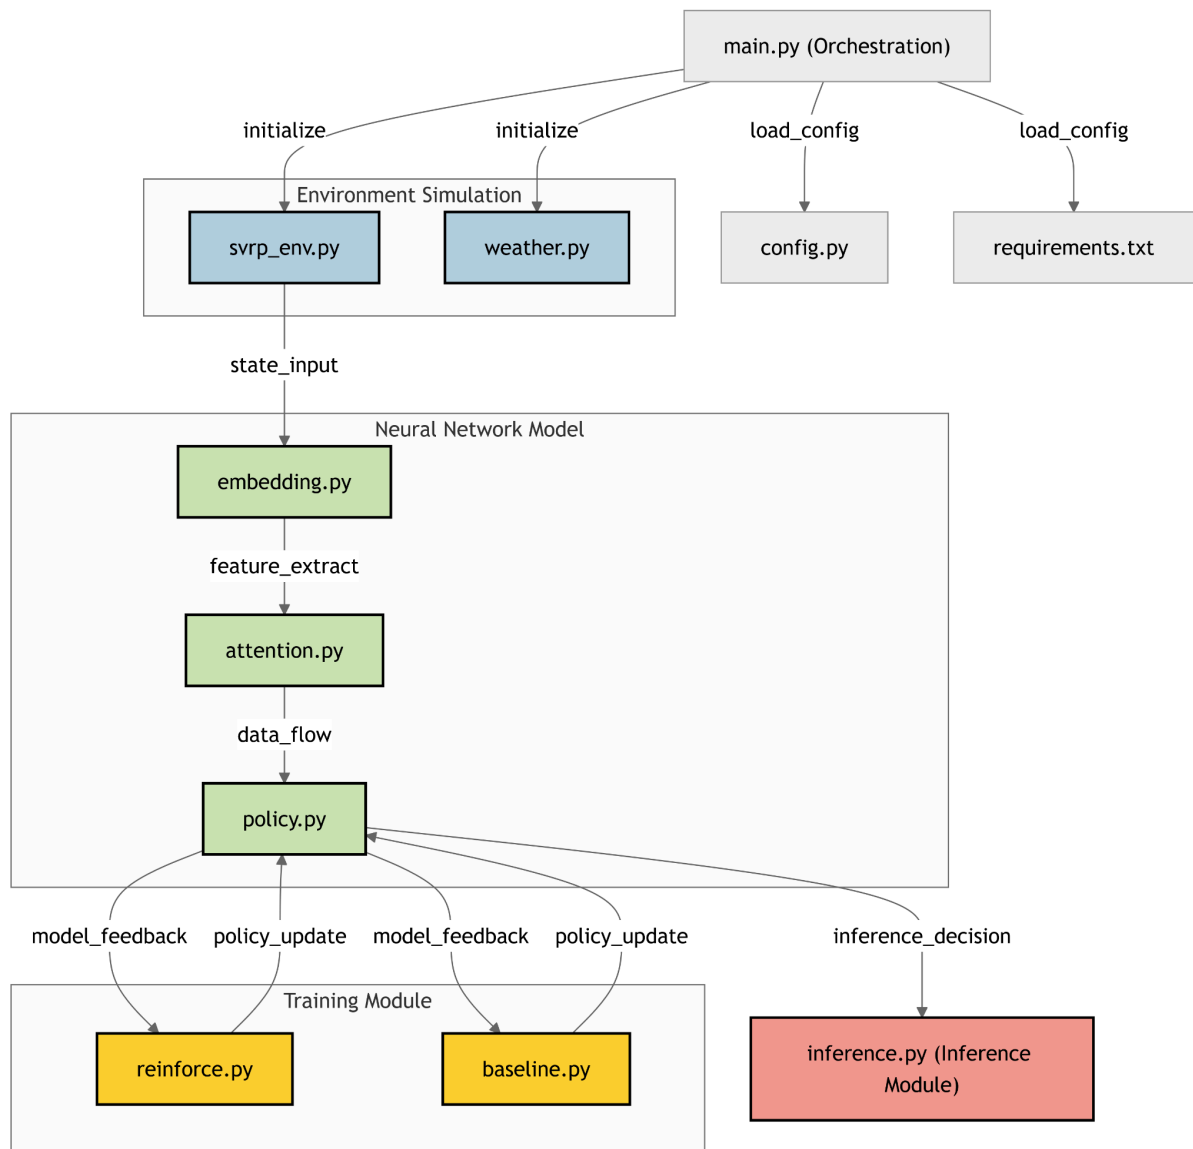 main.py (Orchestration)
initialize
initialize
load_config
load_config
Environment Simulation
svrp_env.py
weather.py
config.py
requirements.txt
state_input
Neural Network Model
embedding.py
feature_extract
attention.py
data_flow
policy.py
model_feedback
policy_update
model_feedback
policy_update
inference_decision
Training Module
reinforce.py
baseline.py
inference.py (Inference
Module)